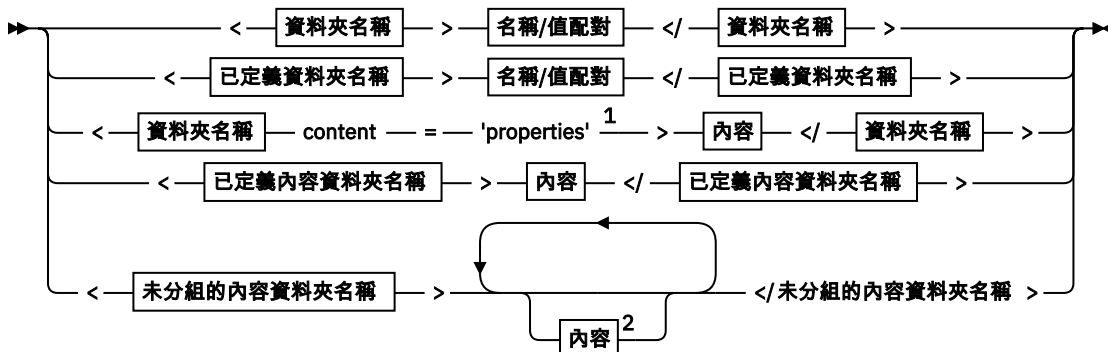 < 資料夾名稱 > 名稱/值配對 </ 資料夾名稱 >
< 已定義資料夾名稱 > 名稱/值配對 </ 已定義資料夾名稱 >
< 資料夾名稱 content = 'properties' 1 > 內容 </ 資料夾名稱 >
< 已定義內容資料夾名稱 > 內容 </ 已定義內容資料夾名稱 >
< 未分組的內容資料夾名稱 > </ 未分組的內容資料夾名稱 >
內容 2